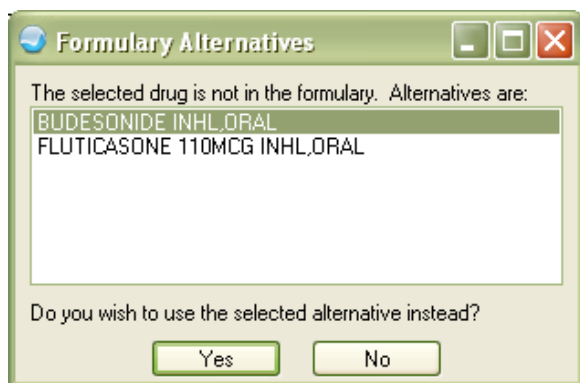 Formulary Alternatives
The selected drug is not in the formulary. Alternatives are:
BUDESONIDE INHL,ORAL
FLUTICASONE 110MCG INHL,ORAL
Do you wish to use the selected alternative instead?
Yes No